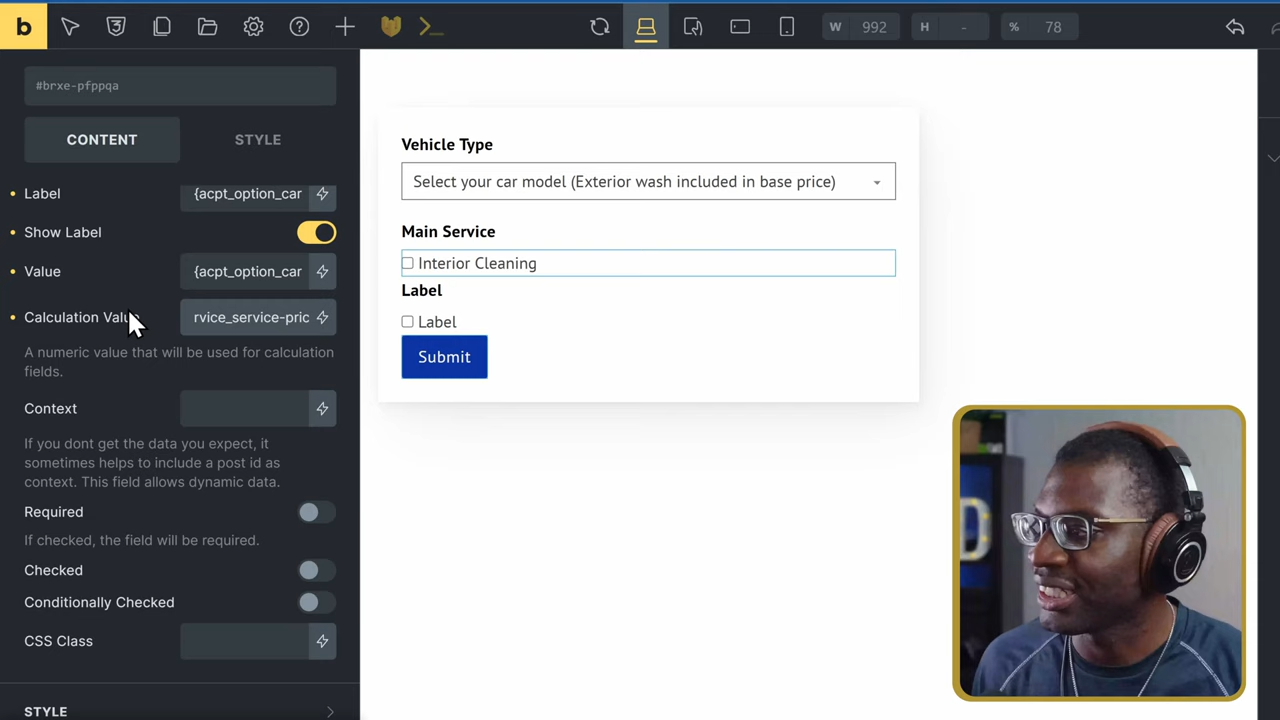 b
W 992 H - % 78
#brxe-pfppqa
CONTENT STYLE
Label {acpt_option_car
Show Label
Value {acpt_option_car
Calculation Valu rvice_service-pric
A numeric value that will be used for calculation
fields.
Context
If you dont get the data you expect, it
sometimes helps to include a post id as
context. This field allows dynamic data.
Required
If checked, the field will be required.
Checked
Conditionally Checked
CSS Class
STYLE
Vehicle Type
Select your car model (Exterior wash included in base price)
Main Service
Interior Cleaning
Label
Label
Submit